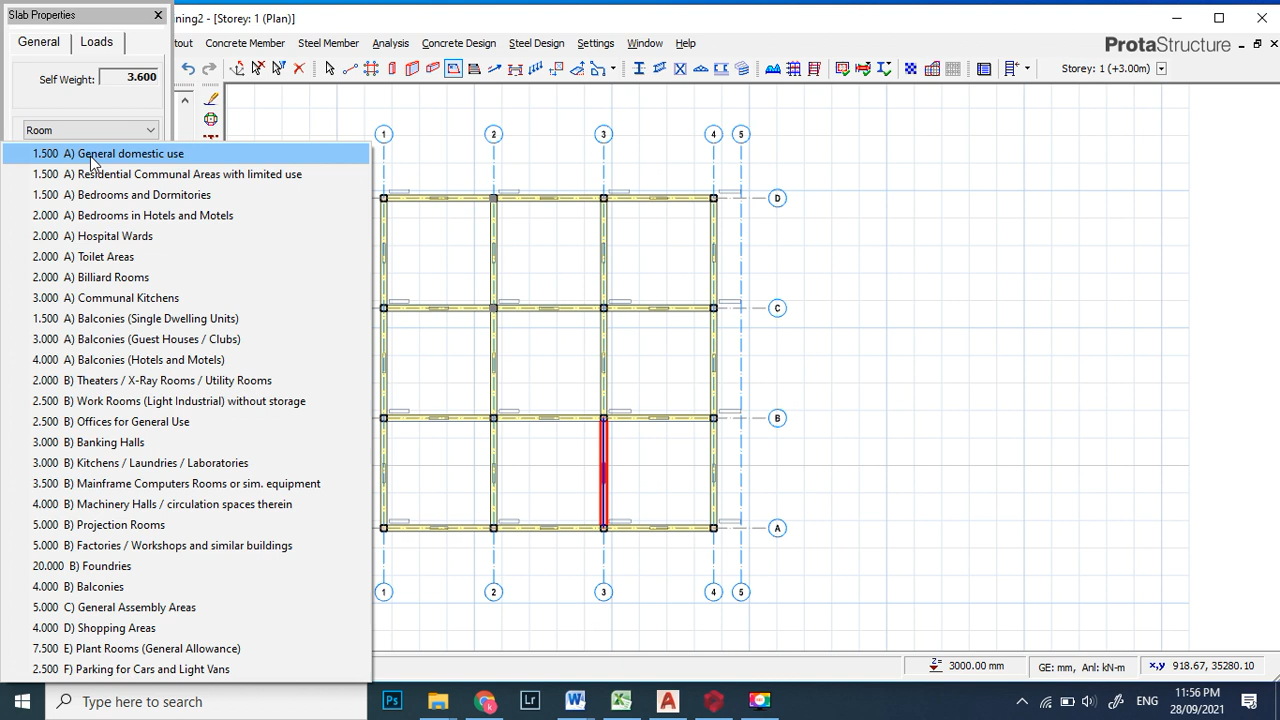 Slab Properties
ning2 - [Storey: 1 (Plan)]
General Loads
tout Concrete Member Steel Member Analysis Concrete Design Steel Design Settings Window Help
ProtaStructure
Self Weight: 3.600
Storey: 1 (+3.00m)
Room
1 2 3 4 5
1.500 A) General domestic use
1.500 A) Residential Communal Areas with limited use
.500 A) Bedrooms and Dormitories
D
2.000 A) Bedrooms in Hotels and Motels
2.000 A) Hospital Wards
2.000 A) Toilet Areas
2.000 A) Billiard Rooms
3.000 A) Communal Kitchens
C
A) Balconies (Single Dwelling Units)
3.000 A) Balconies (Guest Houses / Clubs)
4.000 A) Balconies (Hotels and Motels)
2.000 B) Theaters / X-Ray Rooms / Utility Rooms
2.500 B) Work Rooms (Light Industrial) without storage
2.500 B) Offices for General Use
B
3.000 B) Banking Halls
3.000 B) Kitchens / Laundries / Laboratories
3.500 B) Mainframe Computers Rooms or sim. equipment
4.000 B) Machinery Halls / circulation spaces therein
5.000 B) Projection Rooms
A
5.000 B) Factories / Workshops and similar buildings
20.000 B) Foundries
4.000 B) Balconies
1 2 3 4 5
5.000 C) General Assembly Areas
4.000 D) Shopping Areas
7.500 E) Plant Rooms (General Allowance)
2.500 F) Parking for Cars and Light Vans
Z= 3000.00 mm GE: mm, Anl: kN-m x,y 918.67, 35280.10
Type here to search
Ps Lr
ENG
11:56 PM
28/09/2021